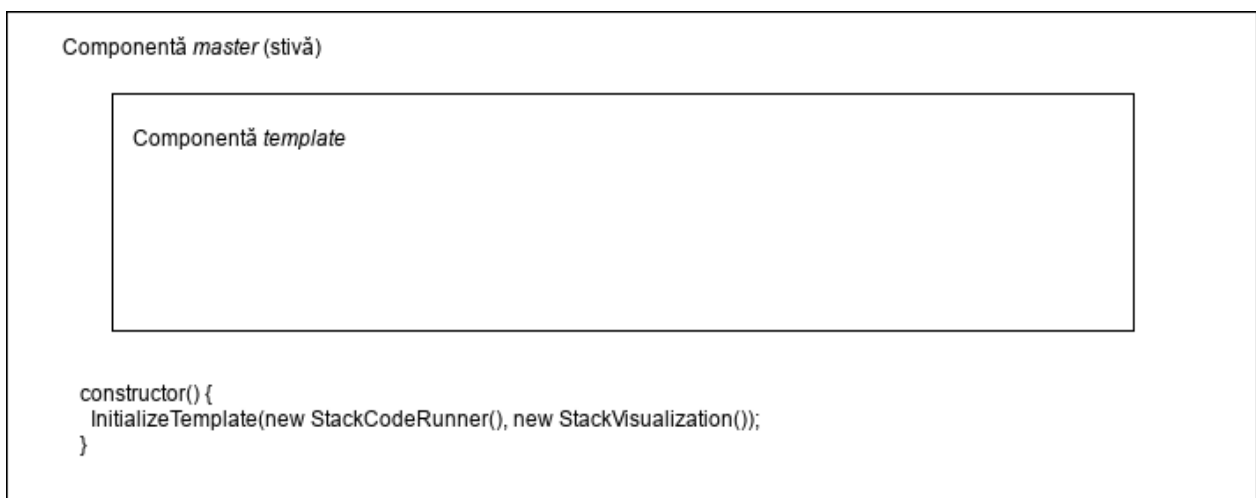 Componentă master (stivă)
Componentă template
constructor() {
InitializeTemplate(new StackCodeRunner(), new StackVisualization());
}